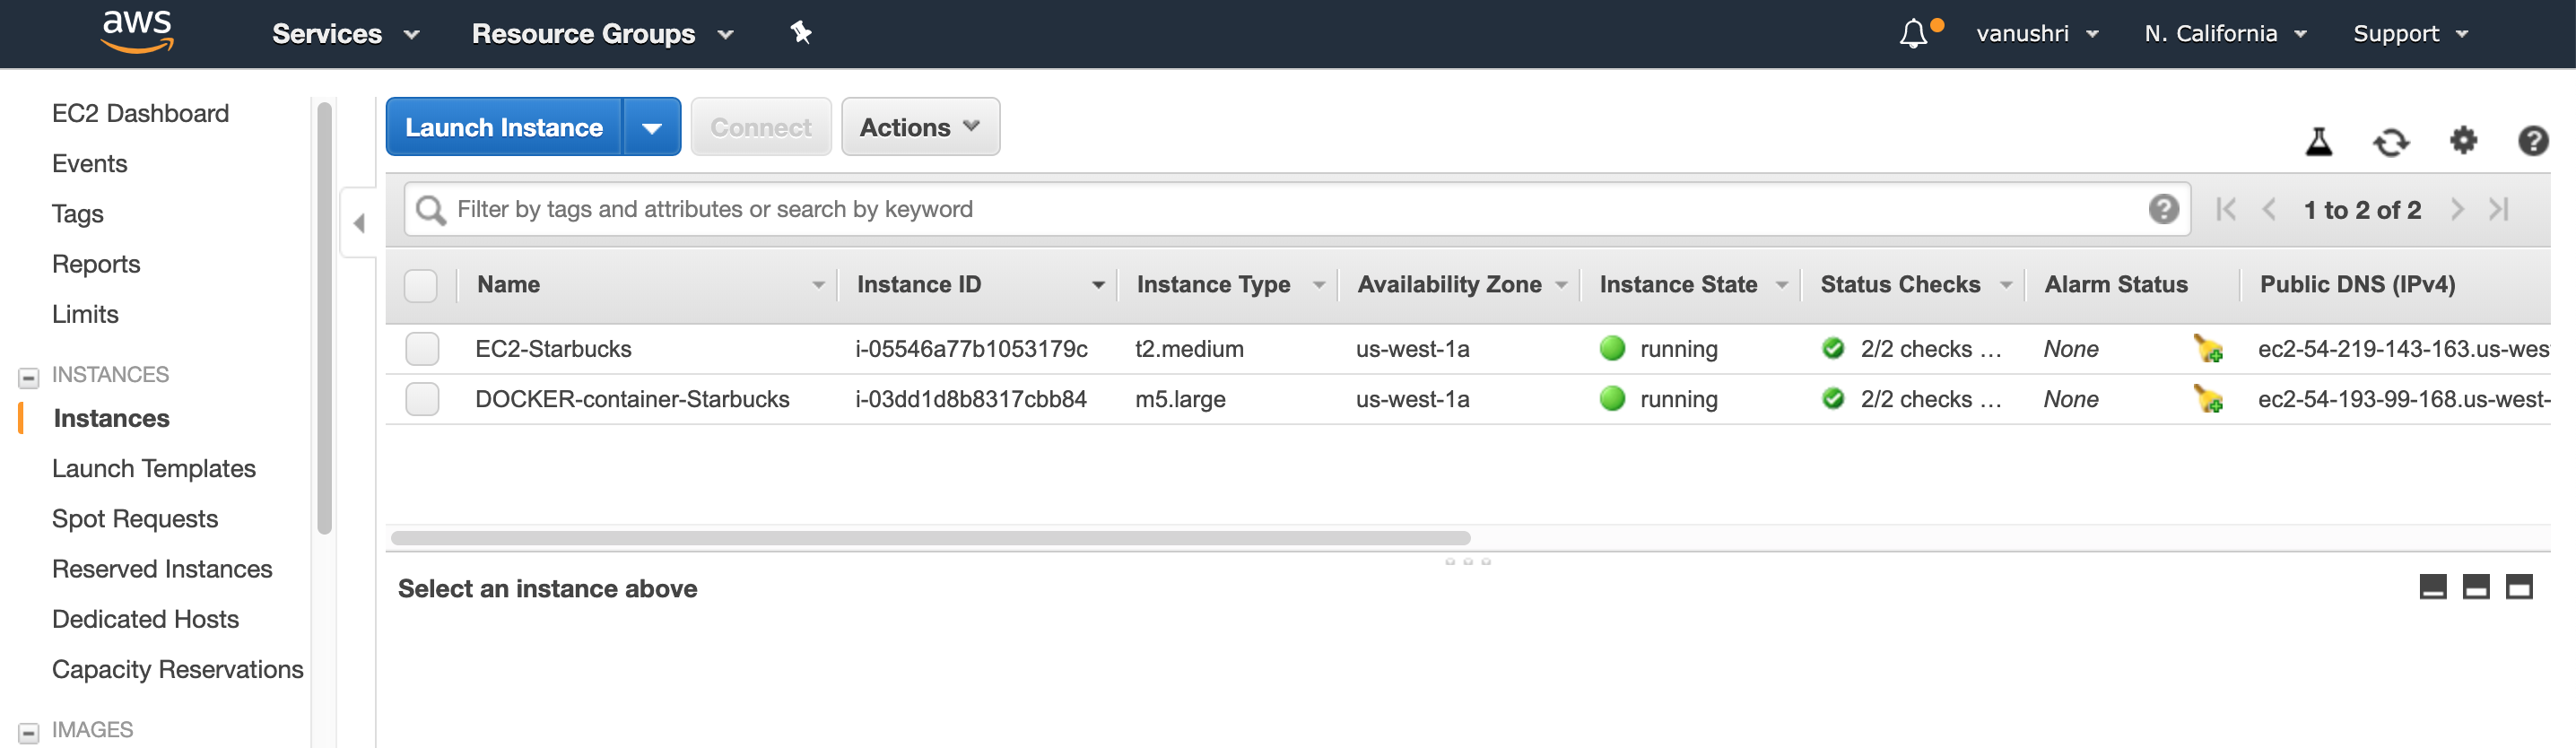 aws Services Resource Groups vanushri N. California Support
EC2 Dashboard
Events
Tags
Reports
Limits
INSTANCES
Instances
Launch Templates
Spot Requests
Reserved Instances
Dedicated Hosts
Capacity Reservations
IMAGES
Launch Instance Connect Actions
Filter by tags and attributes or search by keyword 1 to 2 of 2
Name Instance ID Instance Type Availability Zone Instance State Status Checks Alarm Status Public DNS (IPv4)
EC2-Starbucks i-05546a77b1053179c t2.medium us-west-1a running 2/2 checks ... None ec2-54-219-143-163.us-wes
DOCKER-container-Starbucks i-03dd1d8b8317cbb84 m5.large us-west-1a running 2/2 checks ... None ec2-54-193-99-168.us-west-
Select an instance above